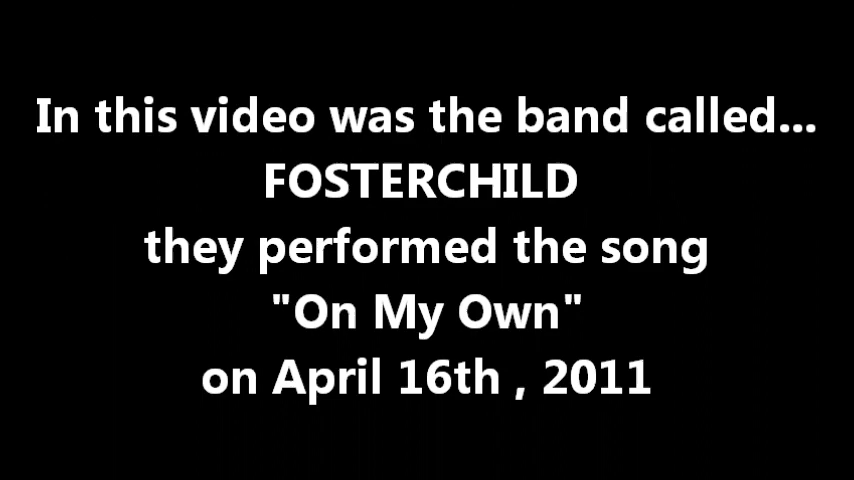 In this video was the band called...
FOSTERCHILD
they performed the song
"On My Own"
on April 16th , 2011